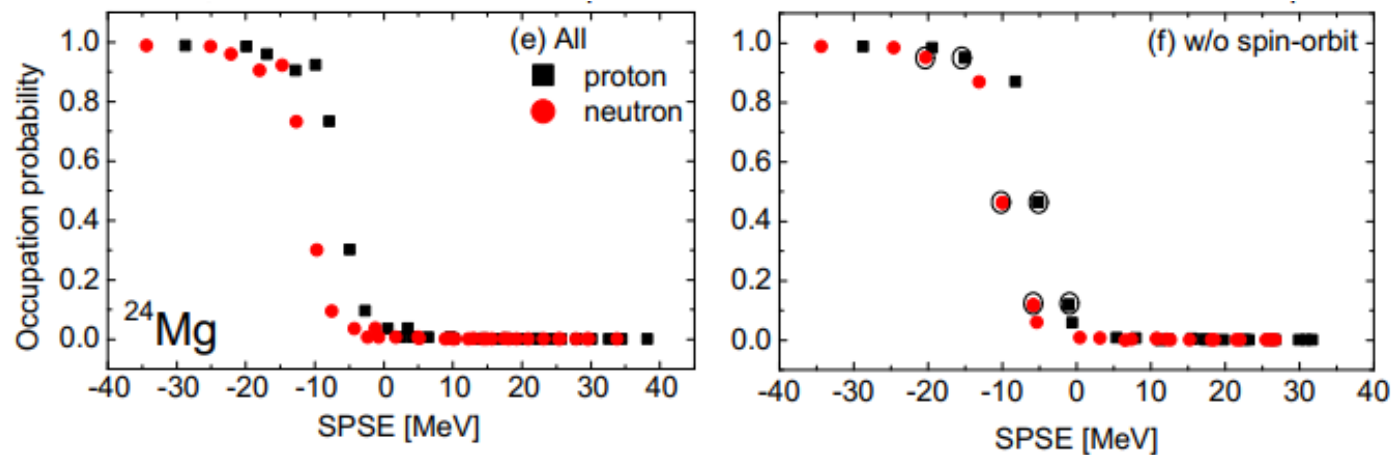 (e) All
proton
neutron
Occupation probability
1.0
0.8
0.6
0.4
0.2
0.0
²⁴Mg
-40 -30 -20 -10 0 10 20 30 40
SPSE [MeV]
(f) w/o spin-orbit
1.0
0.8
0.6
0.4
0.2
0.0
-40 -30 -20 -10 0 10 20 30 40
SPSE [MeV]